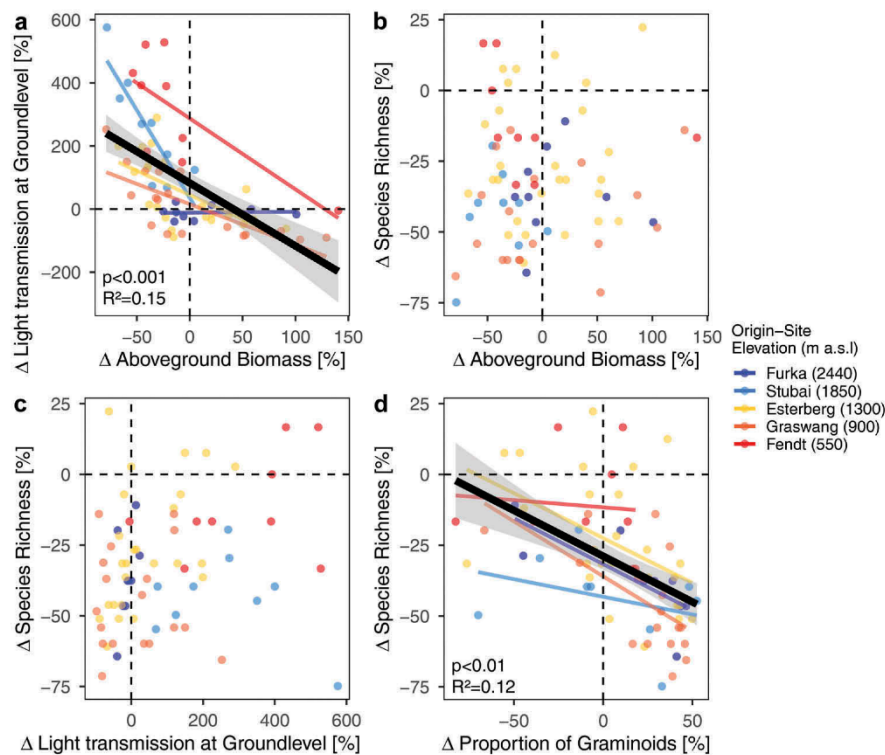 a
600
400
200
0
−200
Δ Light transmission at Groundlevel [%]
p<0.001
R²=0.15
−50 0 50 100 150
Δ Aboveground Biomass [%]
b
25
0
−25
−50
−75
Δ Species Richness [%]
−50 0 50 100 150
Δ Aboveground Biomass [%]
Origin−Site
Elevation (m a.s.l)
Furka (2440)
Stubai (1850)
Esterberg (1300)
Graswang (900)
Fendt (550)
c
25
0
−25
−50
−75
Δ Species Richness [%]
0 200 400 600
Δ Light transmission at Groundlevel [%]
d
25
0
−25
−50
−75
Δ Species Richness [%]
p<0.01
R²=0.12
−50 0 50
Δ Proportion of Graminoids [%]